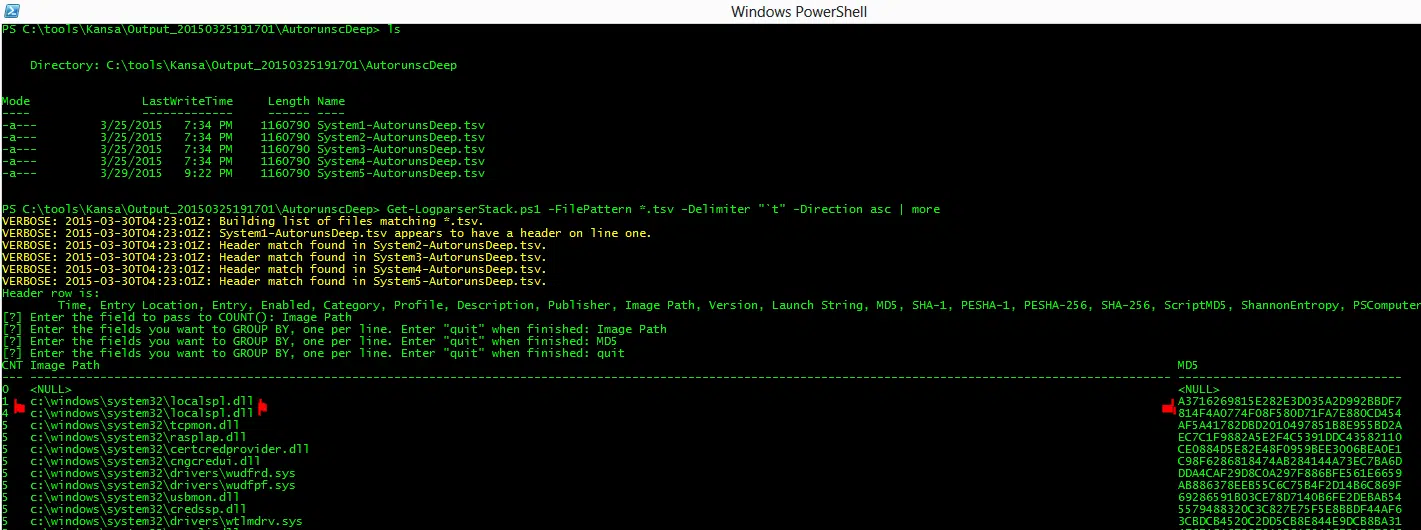 Windows PowerShell
PS C:\tools\Kansa\Output_20150325191701\AutorunscDeep> ls
Directory: C:\tools\Kansa\Output_20150325191701\AutorunscDeep
Mode LastWriteTime Length Name
---- ------------- ------ ----
-a--- 3/25/2015 7:34 PM 1160790 System1-AutorunsDeep.tsv
-a--- 3/25/2015 7:34 PM 1160790 System2-AutorunsDeep.tsv
-a--- 3/25/2015 7:34 PM 1160790 System3-AutorunsDeep.tsv
-a--- 3/25/2015 7:34 PM 1160790 System4-AutorunsDeep.tsv
-a--- 3/29/2015 9:22 PM 1160790 System5-AutorunsDeep.tsv
PS C:\tools\Kansa\Output_20150325191701\AutorunscDeep> Get-LogparserStack.ps1 -FilePattern *.tsv -Delimiter "`t" -Direction asc | more
VERBOSE: 2015-03-30T04:23:01Z: Building list of files matching *.tsv.
VERBOSE: 2015-03-30T04:23:01Z: System1-AutorunsDeep.tsv appears to have a header on line one.
VERBOSE: 2015-03-30T04:23:01Z: Header match found in System2-AutorunsDeep.tsv.
VERBOSE: 2015-03-30T04:23:01Z: Header match found in System3-AutorunsDeep.tsv.
VERBOSE: 2015-03-30T04:23:01Z: Header match found in System4-AutorunsDeep.tsv.
VERBOSE: 2015-03-30T04:23:01Z: Header match found in System5-AutorunsDeep.tsv.
Header row is:
Time, Entry Location, Entry, Enabled, Category, Profile, Description, Publisher, Image Path, Version, Launch String, MD5, SHA-1, PESHA-1, PESHA-256, SHA-256, ScriptMD5, ShannonEntropy, PSComputer
[?] Enter the field to pass to COUNT(): Image Path
[?] Enter the fields you want to GROUP BY, one per line. Enter "quit" when finished: Image Path
[?] Enter the fields you want to GROUP BY, one per line. Enter "quit" when finished: MD5
[?] Enter the fields you want to GROUP BY, one per line. Enter "quit" when finished: quit
CNT Image Path MD5
0 <NULL> <NULL>
1 c:\windows\system32\localspl.dll A3716269815E282E3D035A2D992BBDF7
4 c:\windows\system32\localspl.dll 814F4A0774F08F580D71FA7E880CD454
5 c:\windows\system32\tcpmon.dll AF5A41782DBD2010497851B8E955BD2A
5 c:\windows\system32\rasplap.dll EC7C1F9882A5E2F4C5391DDC43582110
5 c:\windows\system32\certcredprovider.dll CE0884D5E82E48F0959BEE3006BEA0E1
5 c:\windows\system32\cngcredui.dll C98F6286818474AB284144A73EC7BA6D
5 c:\windows\system32\drivers\wudfrd.sys DDA4CAF29D8C0A297F886BFE561E6659
5 c:\windows\system32\drivers\wudfpf.sys AB886378EEB55C6C75B4F2D14B6C869F
5 c:\windows\system32\usbmon.dll 69286591B03CE78D7140B6FE2DEBAB54
5 c:\windows\system32\credssp.dll 5579488320C3C827E75F5E8BBDF44AF6
5 c:\windows\system32\drivers\wtlmdrv.sys 3CBDCB4520C2DD5CB8E844E9DCB8BA31